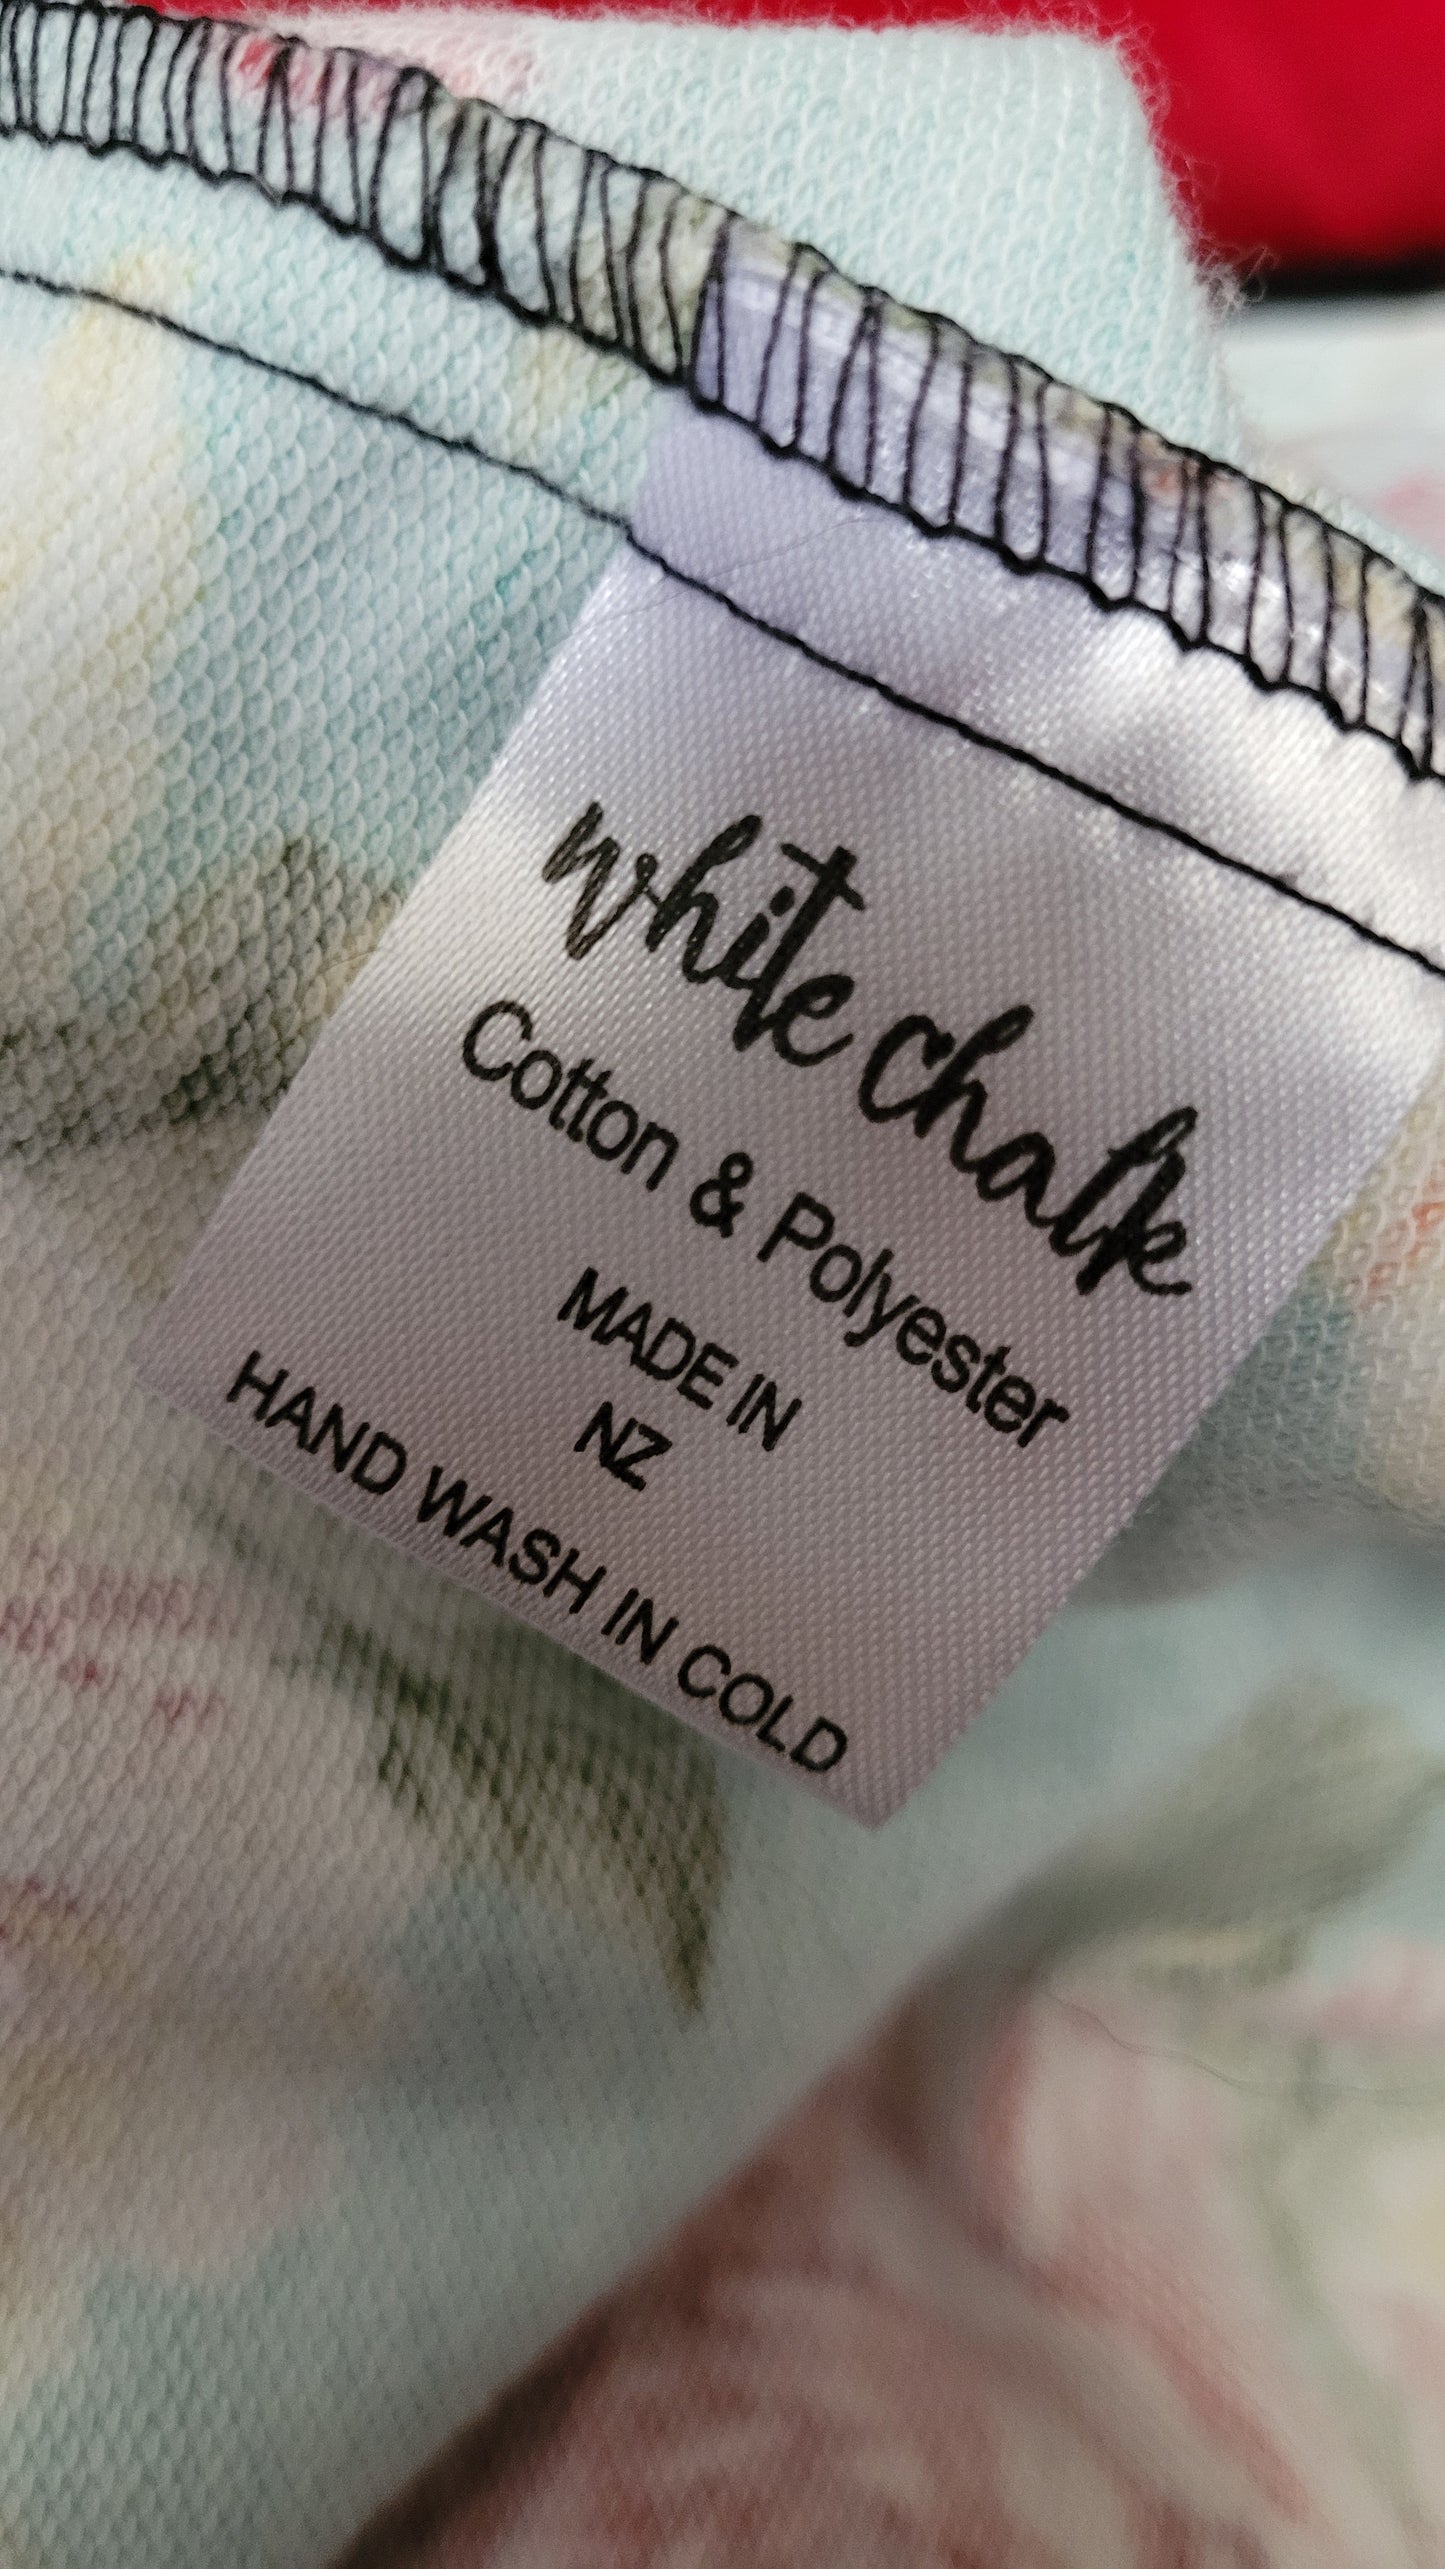 white chalk
Cotton & Polyester
MADE IN
NZ
HAND WASH IN COLD